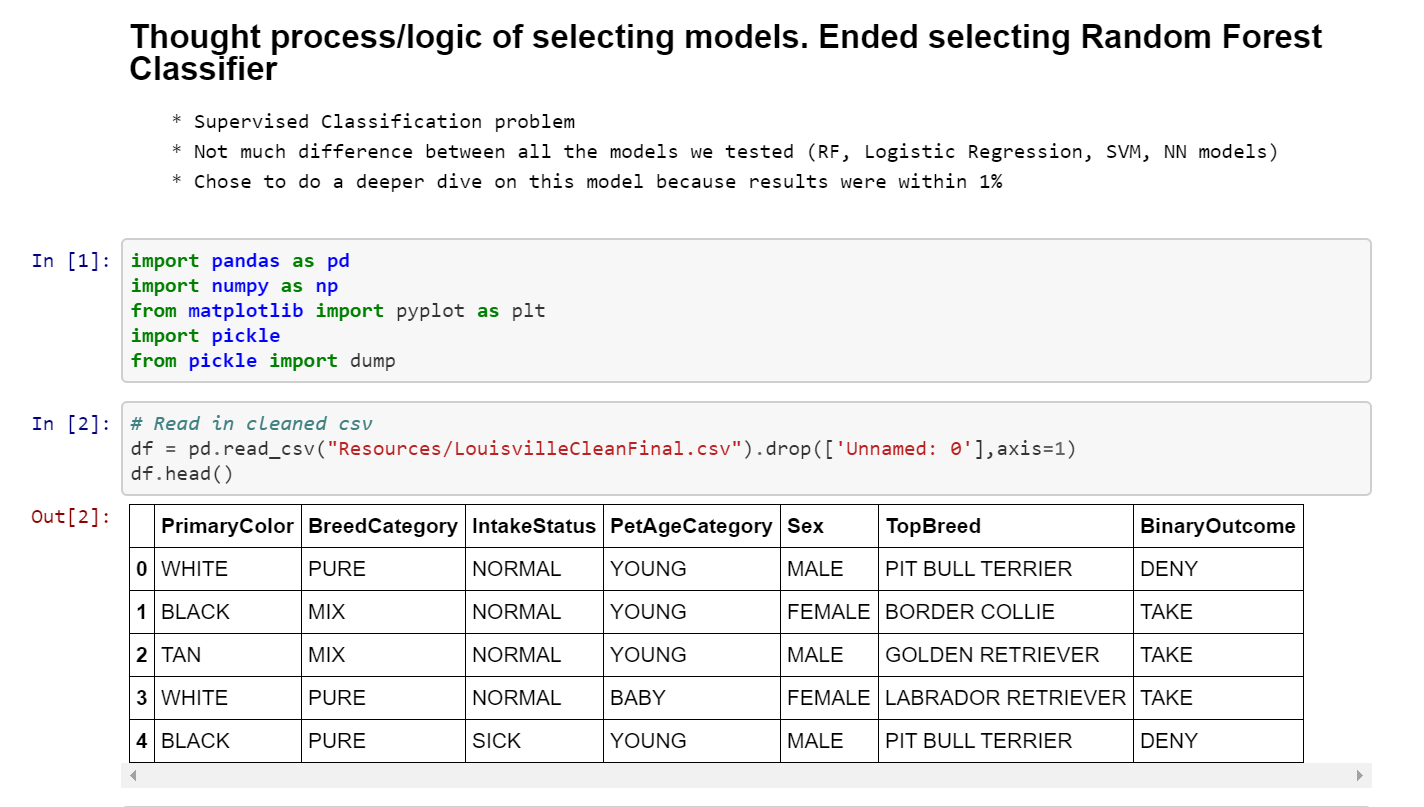 Thought process/logic of selecting models. Ended selecting Random Forest
Classifier
* Supervised Classification problem
* Not much difference between all the models we tested (RF, Logistic Regression, SVM, NN models)
* Chose to do a deeper dive on this model because results were within 1%
In [1]:
import pandas as pd
import numpy as np
from matplotlib import pyplot as plt
import pickle
from pickle import dump
In [2]:
# Read in cleaned csv
df = pd.read_csv("Resources/LouisvilleCleanFinal.csv").drop(['Unnamed: 0'],axis=1)
df.head()
Out[2]:
PrimaryColor BreedCategory IntakeStatus PetAgeCategory Sex TopBreed BinaryOutcome
0 WHITE PURE NORMAL YOUNG MALE PIT BULL TERRIER DENY
1 BLACK MIX NORMAL YOUNG FEMALE BORDER COLLIE TAKE
2 TAN MIX NORMAL YOUNG MALE GOLDEN RETRIEVER TAKE
3 WHITE PURE NORMAL BABY FEMALE LABRADOR RETRIEVER TAKE
4 BLACK PURE SICK YOUNG MALE PIT BULL TERRIER DENY